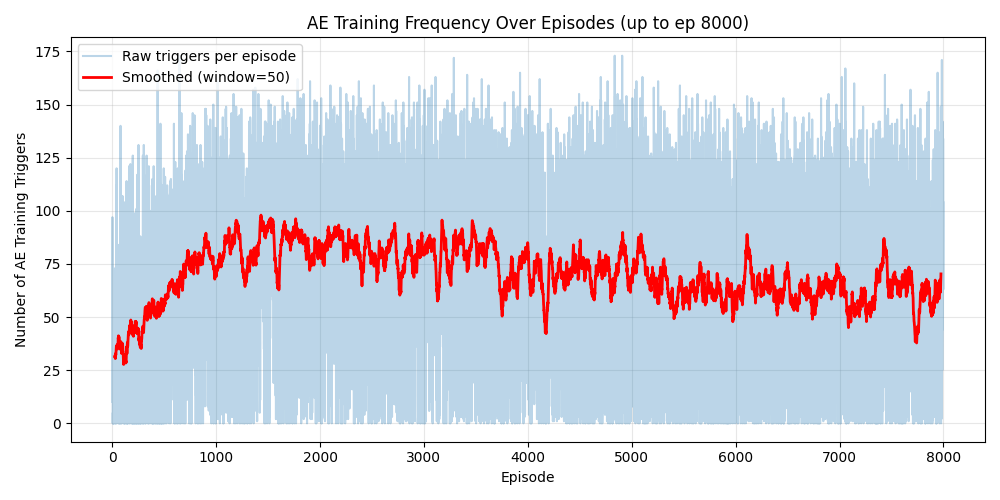 AE Training Frequency Over Episodes (up to ep 8000)
Raw triggers per episode
Smoothed (window=50)
Number of AE Training Triggers
175
150
125
100
75
50
25
0
0 1000 2000 3000 4000 5000 6000 7000 8000
Episode